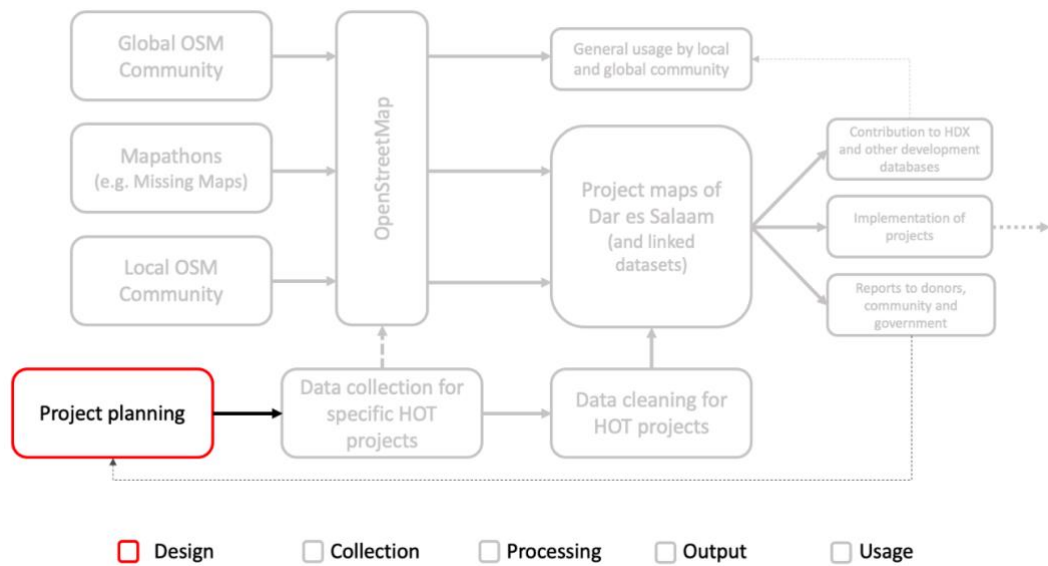 Global OSM
Community
General usage by local
and global community
Mapathons
(e.g. Missing Maps)
OpenStreetMap
Project maps of
Dar es Salaam
(and linked
datasets)
Contribution to HDX
and other development
databases
Implementation of
projects
Local OSM
Community
Reports to donors,
community and
government
Project planning
Data collection for
specific HOT
projects
Data cleaning for
HOT projects
Design
Collection
Processing
Output
Usage